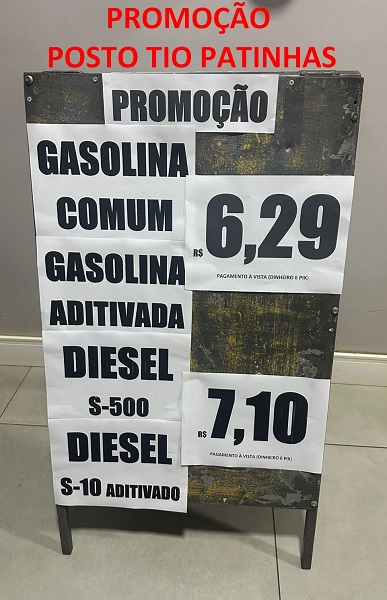 PROMOÇÃO
POSTO TIO PATINHAS
PROMOÇÃO
GASOLINA
COMUM
GASOLINA
ADITIVADA
R$ 6,29
PAGAMENTO À VISTA (DINHEIRO E PIX)
DIESEL
S-500
DIESEL
S-10 ADITIVADO
R$ 7,10
PAGAMENTO À VISTA (DINHEIRO E PIX)